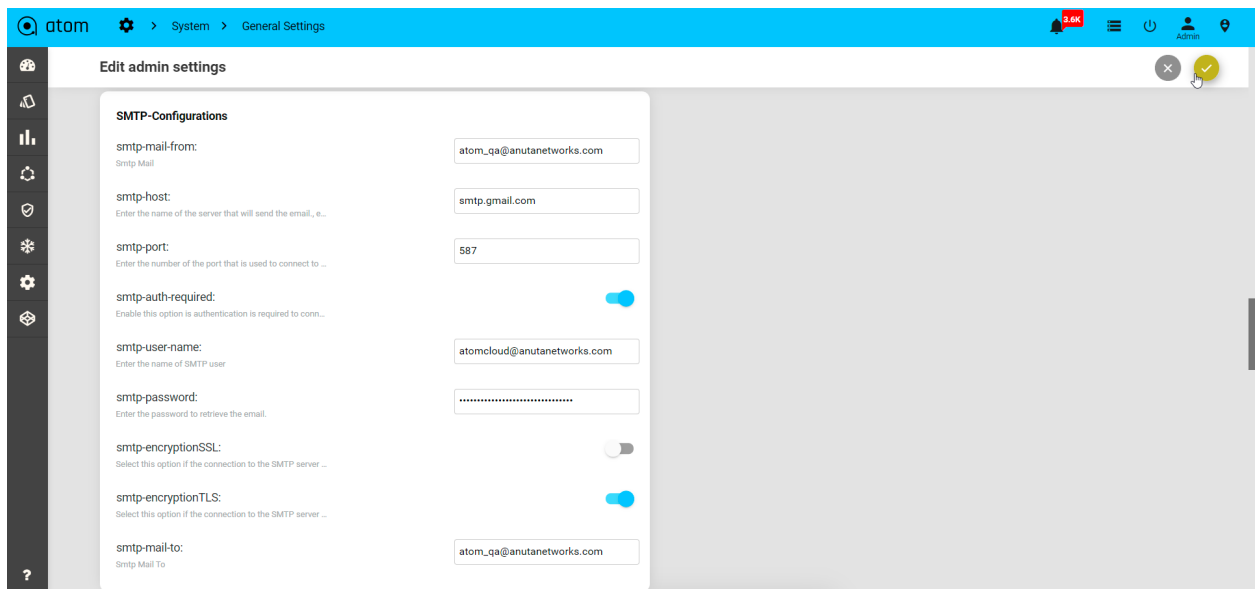 atom
System
General Settings
3.6K
Admin
Edit admin settings
SMTP-Configurations
smtp-mail-from:
Smtp Mail
atom_qa@anutanetworks.com
smtp-host:
Enter the name of the server that will send the email., e...
smtp.gmail.com
smtp-port:
Enter the number of the port that is used to connect to ...
587
smtp-auth-required:
Enable this option is authentication is required to conn...
smtp-user-name:
Enter the name of SMTP user
atomcloud@anutanetworks.com
smtp-password:
Enter the password to retrieve the email.
smtp-encryptionSSL:
Select this option if the connection to the SMTP server ...
smtp-encryptionTLS:
Select this option if the connection to the SMTP server ...
smtp-mail-to:
Smtp Mail To
atom_qa@anutanetworks.com
?